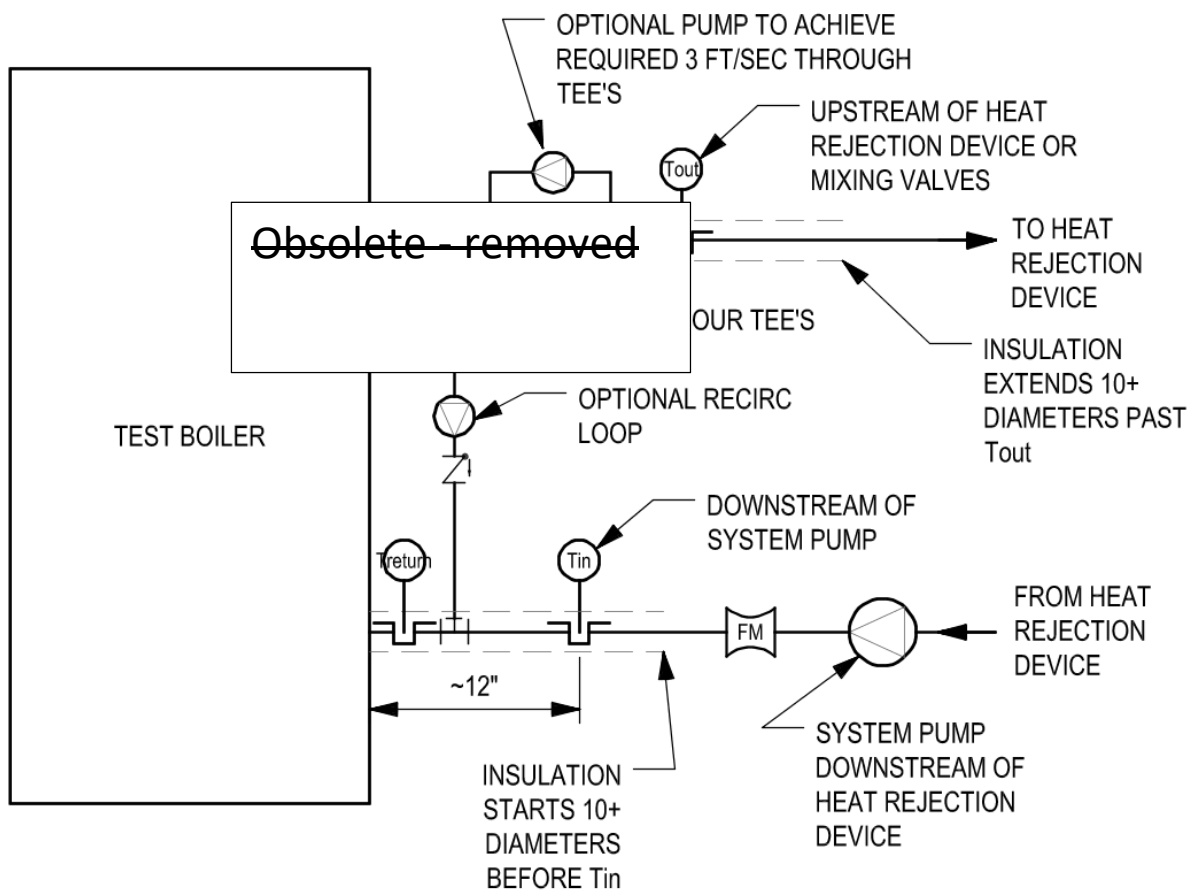 OPTIONAL PUMP TO ACHIEVE
REQUIRED 3 FT/SEC THROUGH
TEE'S
UPSTREAM OF HEAT
REJECTION DEVICE OR
MIXING VALVES
Tout
Obsolete - removed
TO HEAT
REJECTION
DEVICE
OUR TEE'S
INSULATION
EXTENDS 10+
DIAMETERS PAST
Tout
OPTIONAL RECIRC
LOOP
TEST BOILER
DOWNSTREAM OF
SYSTEM PUMP
Treturn
Tin
FROM HEAT
REJECTION
DEVICE
FM
~12"
SYSTEM PUMP
DOWNSTREAM OF
HEAT REJECTION
DEVICE
INSULATION
STARTS 10+
DIAMETERS
BEFORE Tin